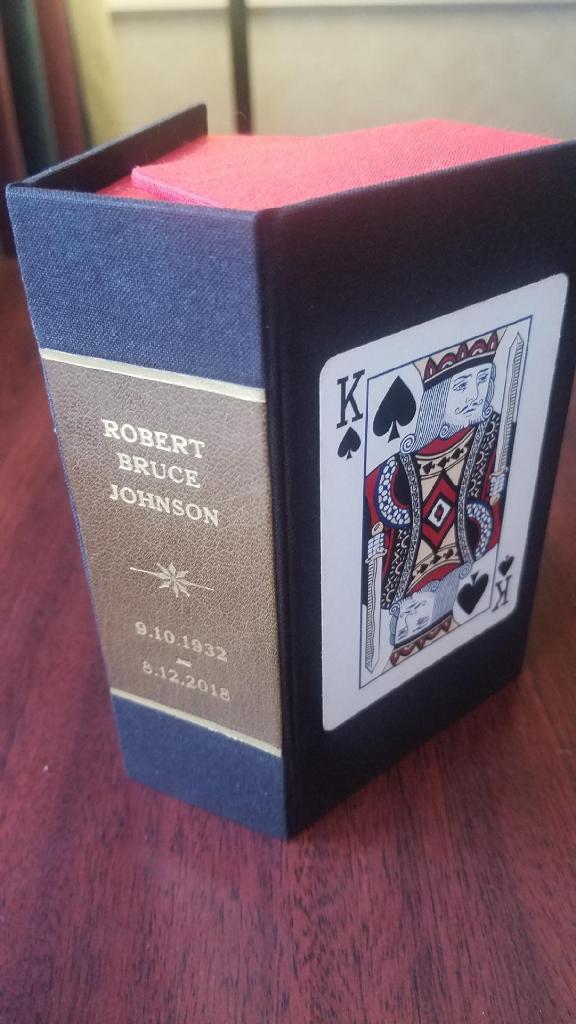 ROBERT
BRUCE
JOHNSON
9.10.1932
–
8.12.2018
K
K